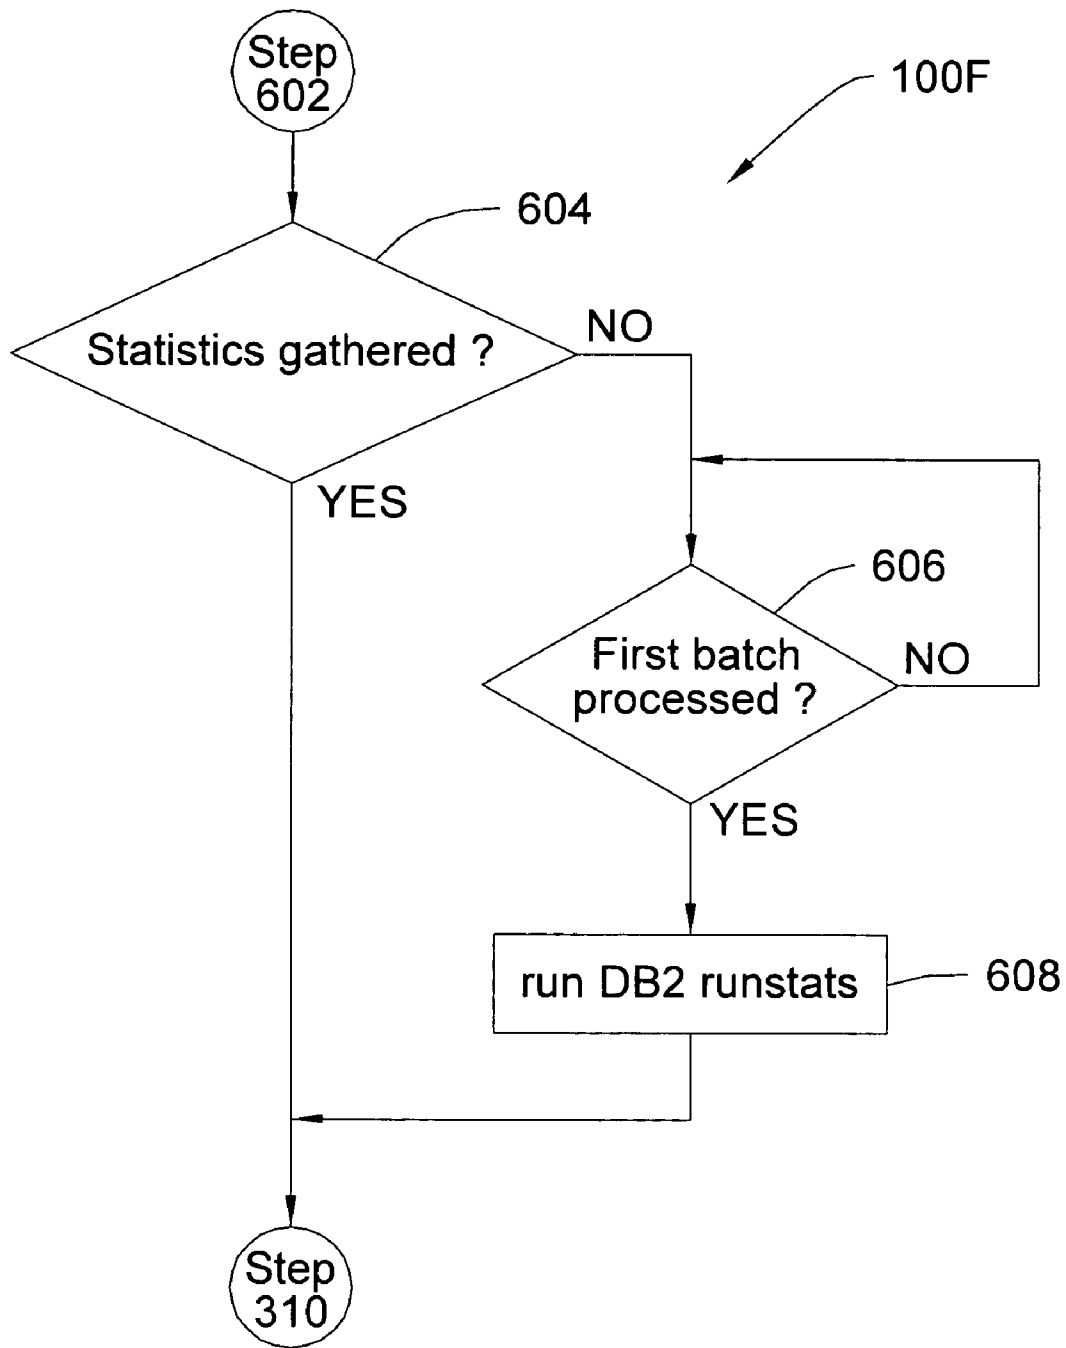 Step
602
100F
604
Statistics gathered ?
NO
YES
606
First batch
processed ?
NO
YES
run DB2 runstats
608
Step
310